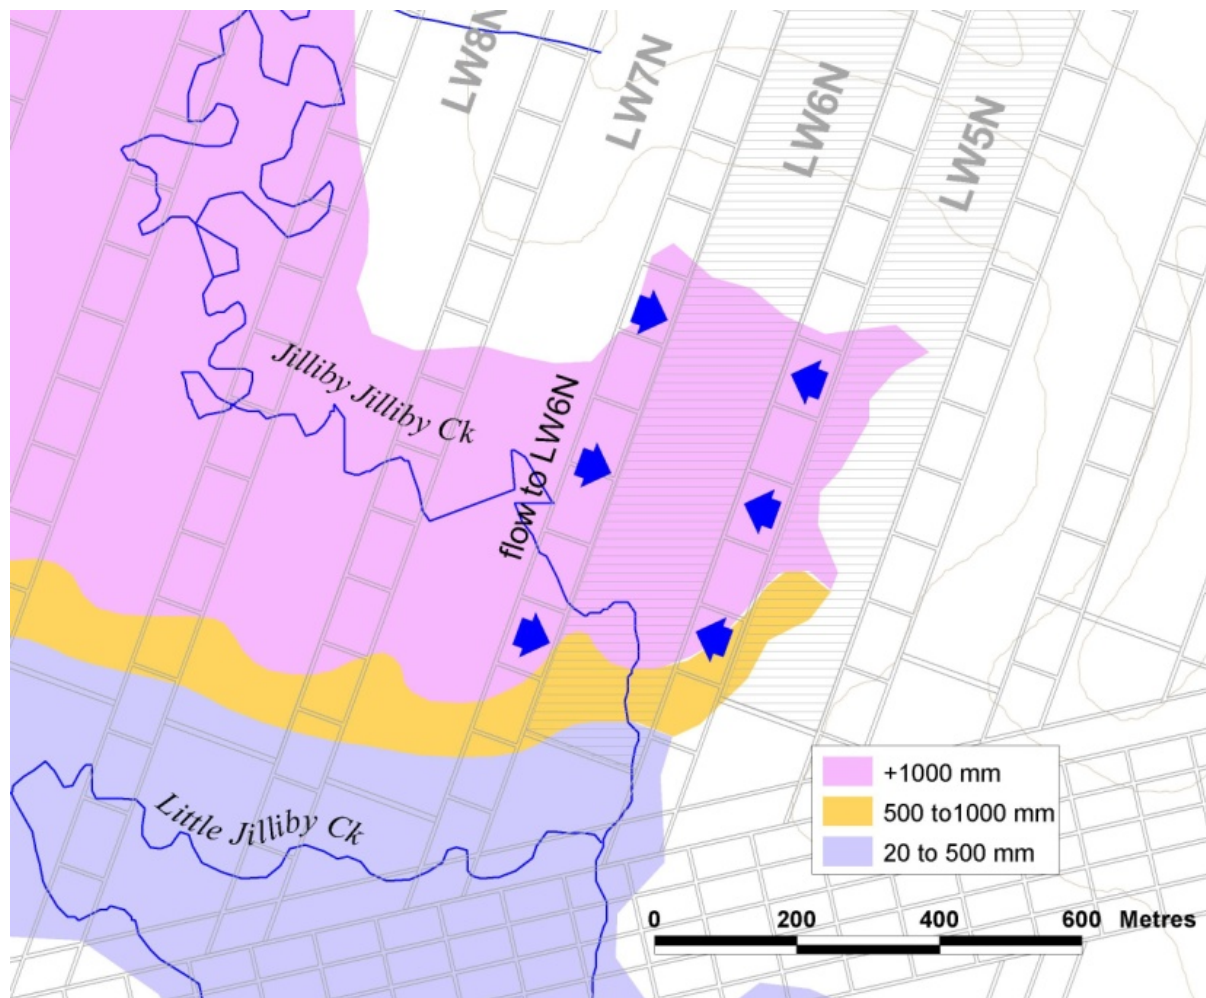 LW8N
LW7N
LW6N
LW5N
Jilliby Jilliby Ck
flow to LW6N
Little Jilliby Ck
+1000 mm
500 to1000 mm
20 to 500 mm
0 200 400 600 Metres